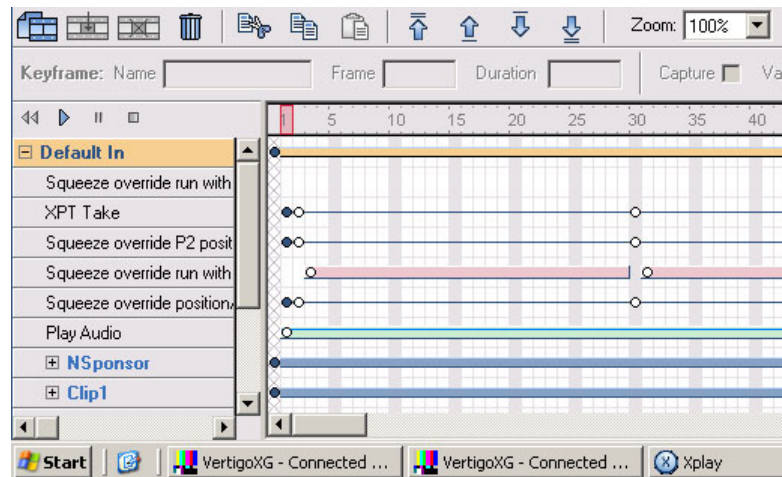 Zoom: 100%
Keyframe: Name Frame Duration Capture Va
1 5 10 15 20 25 30 35 40
Default In
Squeeze override run with
XPT Take
Squeeze override P2 posit
Squeeze override run with
Squeeze override position/
Play Audio
NSponsor
Clip1
Start VertigoXG - Connected ... VertigoXG - Connected ... Xplay